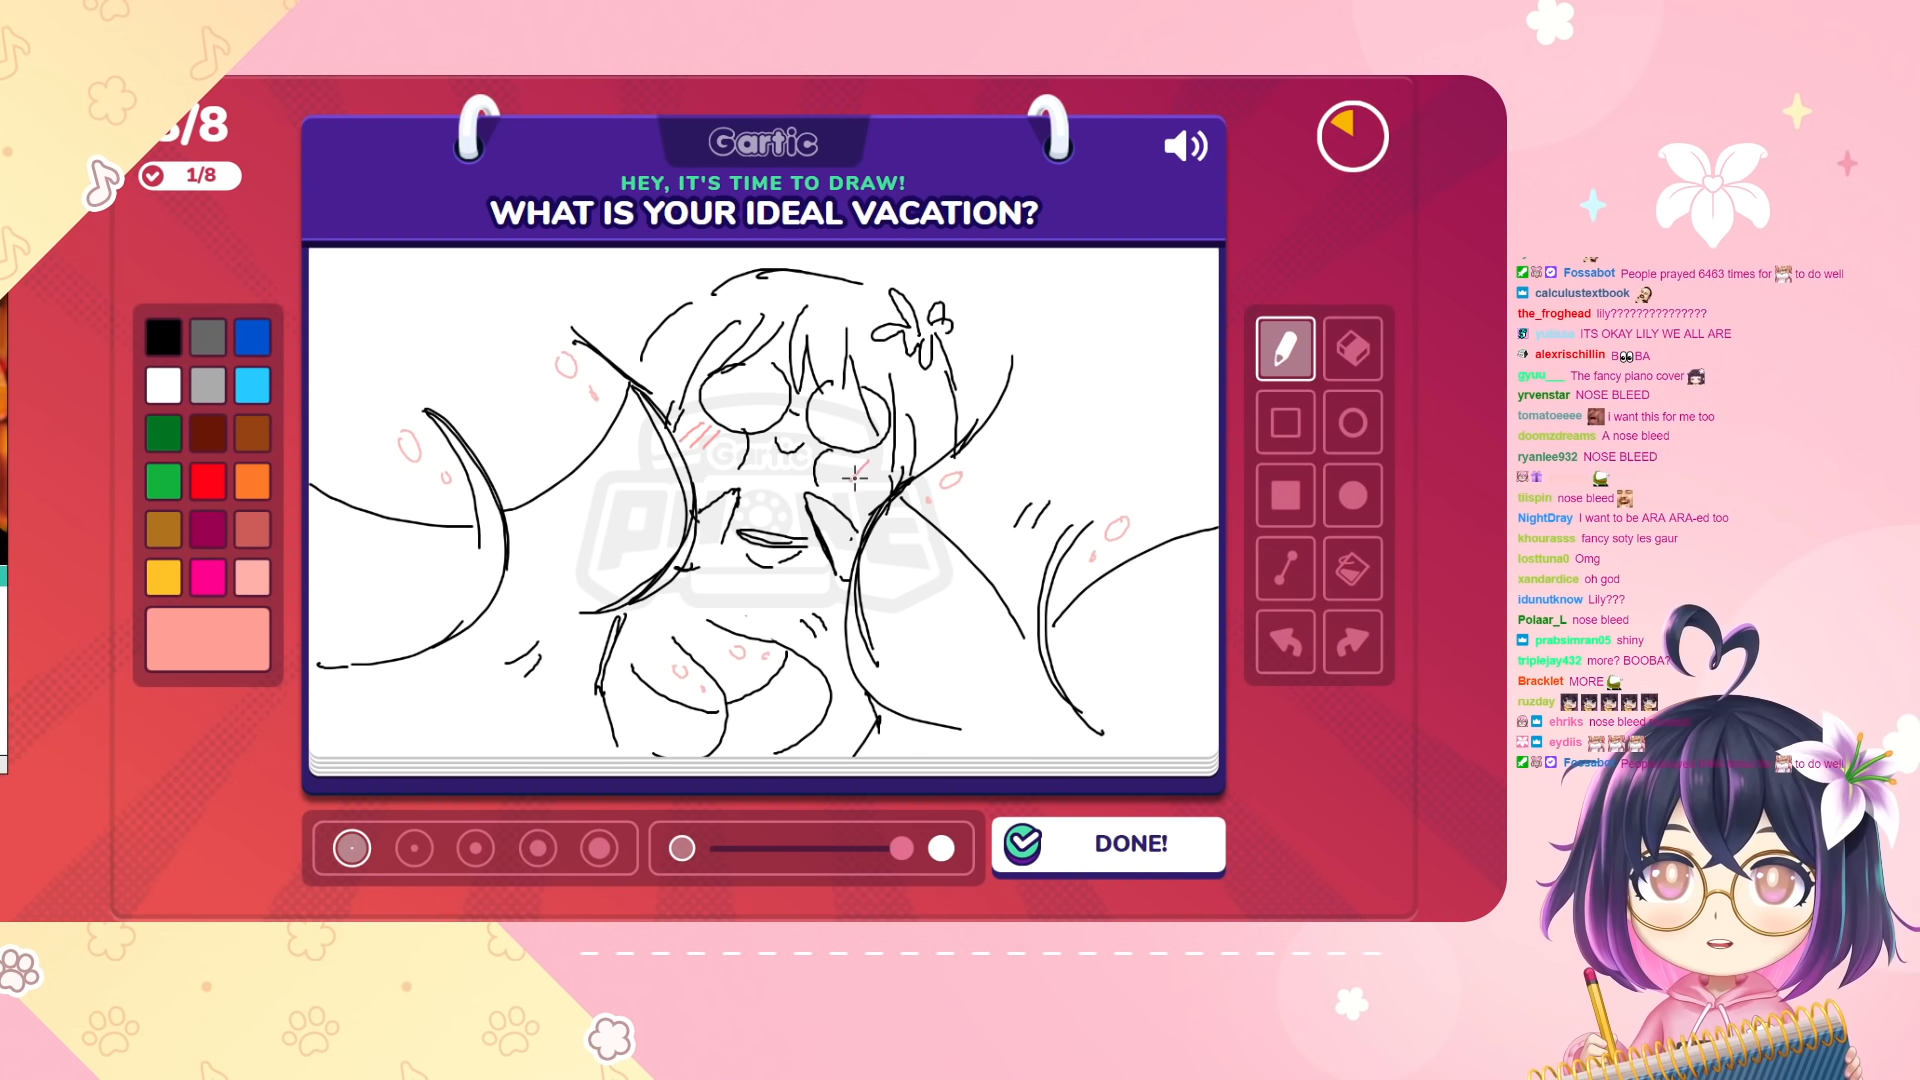 /8
1/8
Gartic
HEY, IT'S TIME TO DRAW!
WHAT IS YOUR IDEAL VACATION?
Gartic
PHONE
DONE!
Fossabot People prayed 6463 times for to do well
calculustextbook
the_froghead lily???????????????
ITS OKAY LILY WE ALL ARE
alexrischillin B👀BA
gyuu___ The fancy piano cover
yrvenstar NOSE BLEED
tomatoeeee i want this for me too
doomzdreams A nose bleed
ryanlee932 NOSE BLEED
tiispin nose bleed
NightDray I want to be ARA ARA-ed too
khourasss fancy soty les gaur
losttuna0 Omg
xandardice oh god
idunutknow Lily???
Polaar_L nose bleed
prabsimran05 shiny
triplejay432 more? BOOBA?
Bracklet MORE
ruzday
ehriks nose bleed
eydiis
Fossabot People prayed to do well